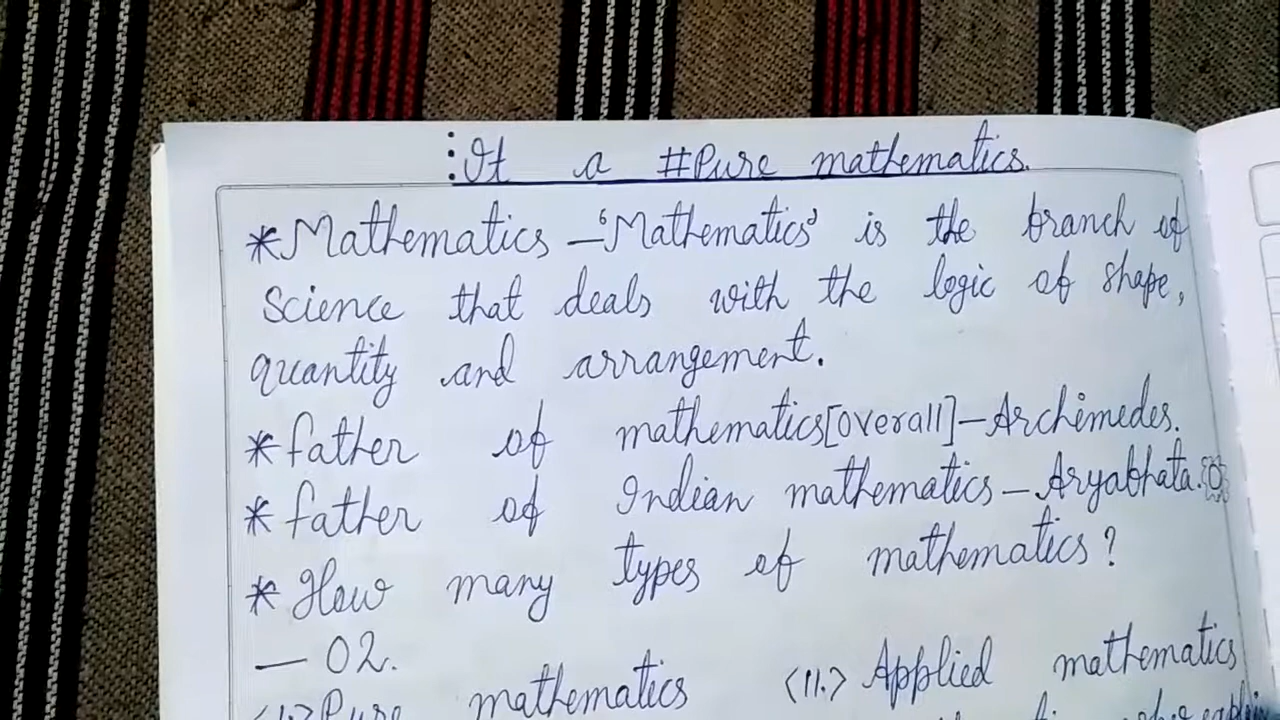 :It a #Pure mathematics.
*Mathematics -'Mathematics' is the branch of
Science that deals with the logic of shape,
quantity and arrangement.
*father of mathematics[overall]-Archimedes.
*father of Indian mathematics-Aryabhata.
*How many types of mathematics?
— 02.
<I.>Pure mathematics <II.> Applied mathematics